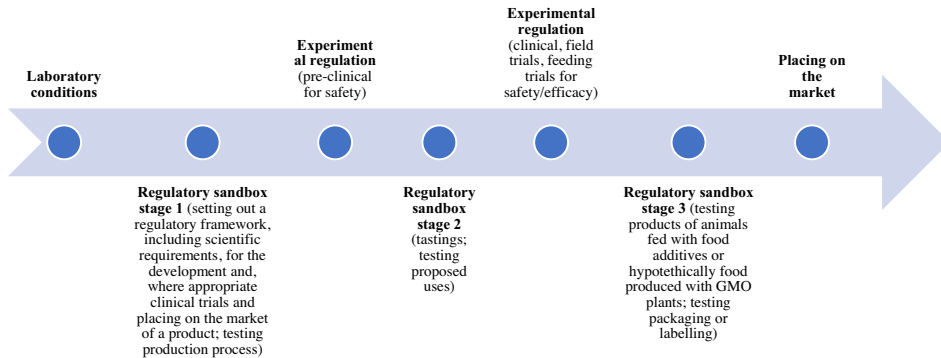 Laboratory
conditions
Regulatory sandbox
stage 1 (setting out a
regulatory framework,
including scientific
requirements, for the
development and,
where appropriate
clinical trials and
placing on the market
of a product; testing
production process)
Experiment
al regulation
(pre-clinical
for safety)
Regulatory
sandbox
stage 2
(tastings;
testing
proposed
uses)
Experimental
regulation
(clinical, field
trials, feeding
trials for
safety/efficacy)
Regulatory sandbox
stage 3 (testing
products of animals
fed with food
additives or
hypotethically food
produced with GMO
plants; testing
packaging or
labelling)
Placing on
the
market